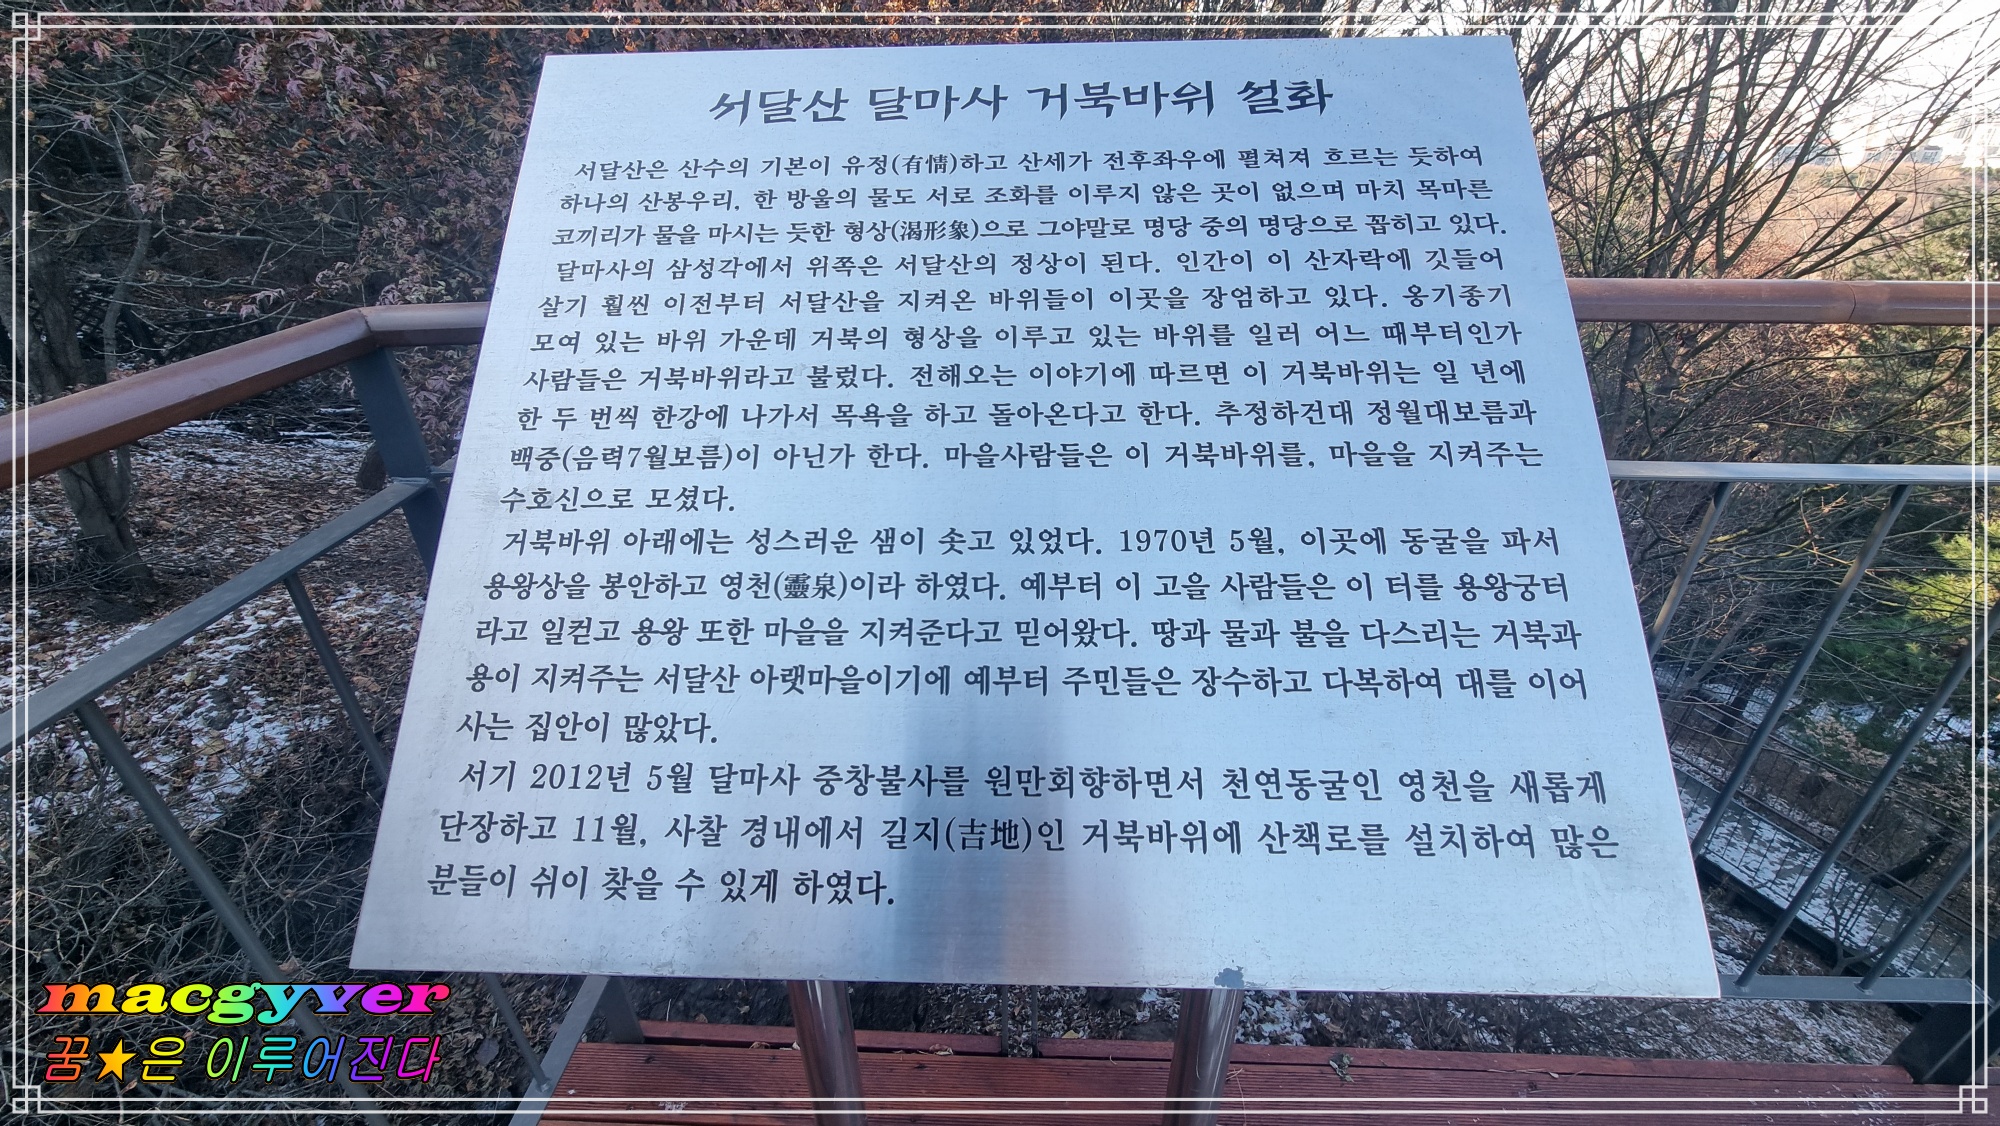 서달산 달마사 거북바위 설화
서달산은 산수의 기본이 유정(有情)하고 산세가 전후좌우에 펼쳐져 흐르는 듯하여
하나의 산봉우리. 한 방울의 물도 서로 조화를 이루지 않은 곳이 없으며 마치 목마른
코끼리가 물을 마시는 듯한 형상(渴形象)으로 그야말로 명당 중의 명당으로 꼽히고 있다.
달마사의 삼성각에서 위쪽은 서달산의 정상이 된다. 인간이 이 산자락에 깃들어
살기 훨씬 이전부터 서달산을 지켜온 바위들이 이곳을 장엄하고 있다. 옹기종기
모여 있는 바위 가운데 거북의 형상을 이루고 있는 바위를 일러 어느 때부터인가
사람들은 거북바위라고 불렀다. 전해오는 이야기에 따르면 이 거북바위는 일 년에
한 두 번씩 한강에 나가서 목욕을 하고 돌아온다고 한다. 추정하건대 정월대보름과
백중(음력7월보름)이 아닌가 한다. 마을사람들은 이 거북바위를, 마을을 지켜주는
수호신으로 모셨다.
거북바위 아래에는 성스러운 샘이 솟고 있었다. 1970년 5월, 이곳에 동굴을 파서
용왕상을 봉안하고 영천(靈泉)이라 하였다. 예부터 이 고을 사람들은 이 터를 용왕궁터
라고 일컫고 용왕 또한 마을을 지켜준다고 믿어왔다. 땅과 물과 불을 다스리는 거북과
용이 지켜주는 서달산 아랫마을이기에 예부터 주민들은 장수하고 다복하여 대를 이어
사는 집안이 많았다.
서기 2012년 5월 달마사 중창불사를 원만회향하면서 천연동굴인 영천을 새롭게
단장하고 11월, 사찰 경내에서 길지(吉地)인 거북바위에 산책로를 설치하여 많은
분들이 쉬이 찾을 수 있게 하였다.
macgyver
꿈★은 이루어진다